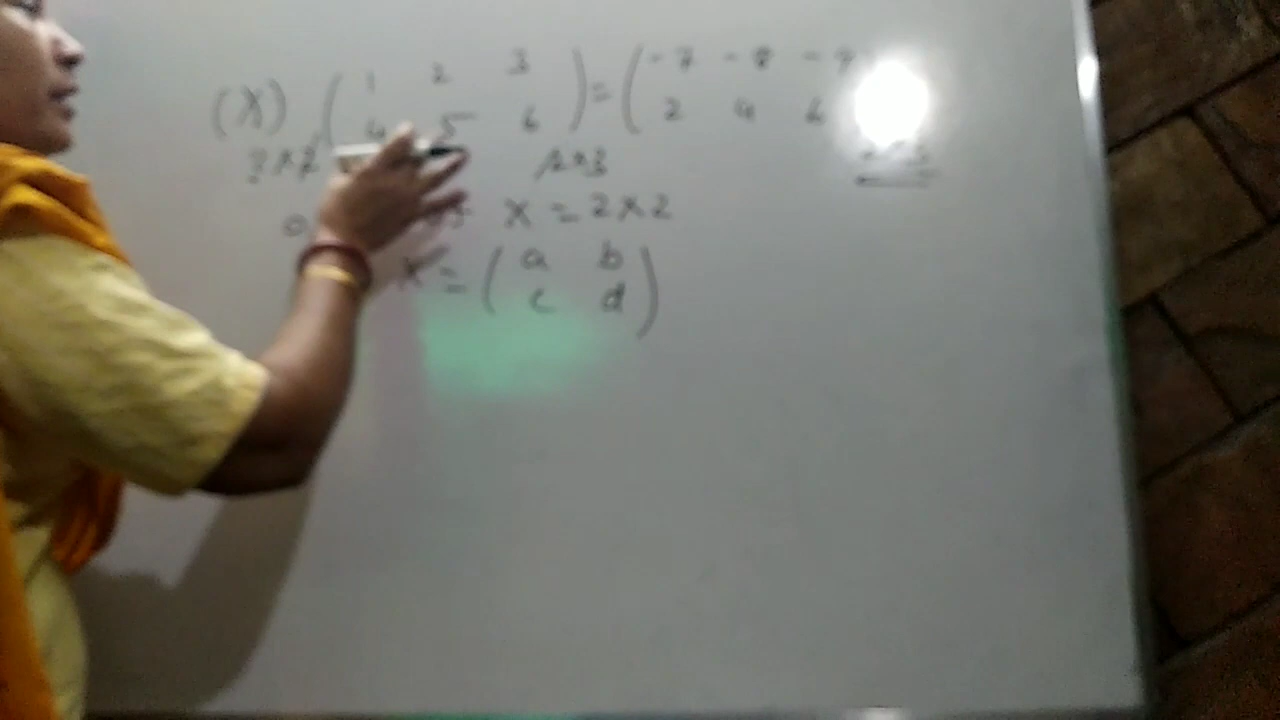 (X) ( 1 2 3 ) = ( -7 -8 -9
4 5 6 2 4 6
2×2 2×3
X = 2×2
X = ( a b
c d )